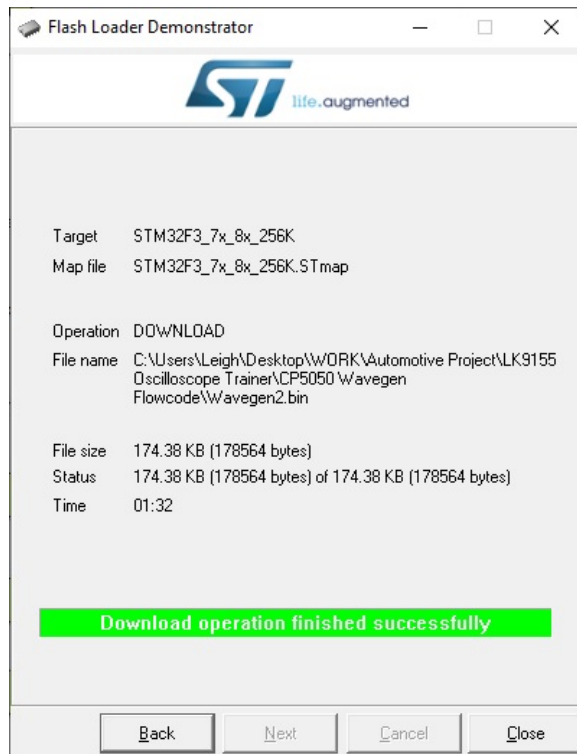 Flash Loader Demonstrator
ST life.augmented
Target STM32F3_7x_8x_256K
Map file STM32F3_7x_8x_256K.STmap
Operation DOWNLOAD
File name C:\Users\Leigh\Desktop\WORK\Automotive Project\LK9155
Oscilloscope Trainer\CP5050 Wavegen
Flowcode\Wavegen2.bin
File size 174.38 KB (178564 bytes)
Status 174.38 KB (178564 bytes) of 174.38 KB (178564 bytes)
Time 01:32
Download operation finished successfully
Back Next Cancel Close